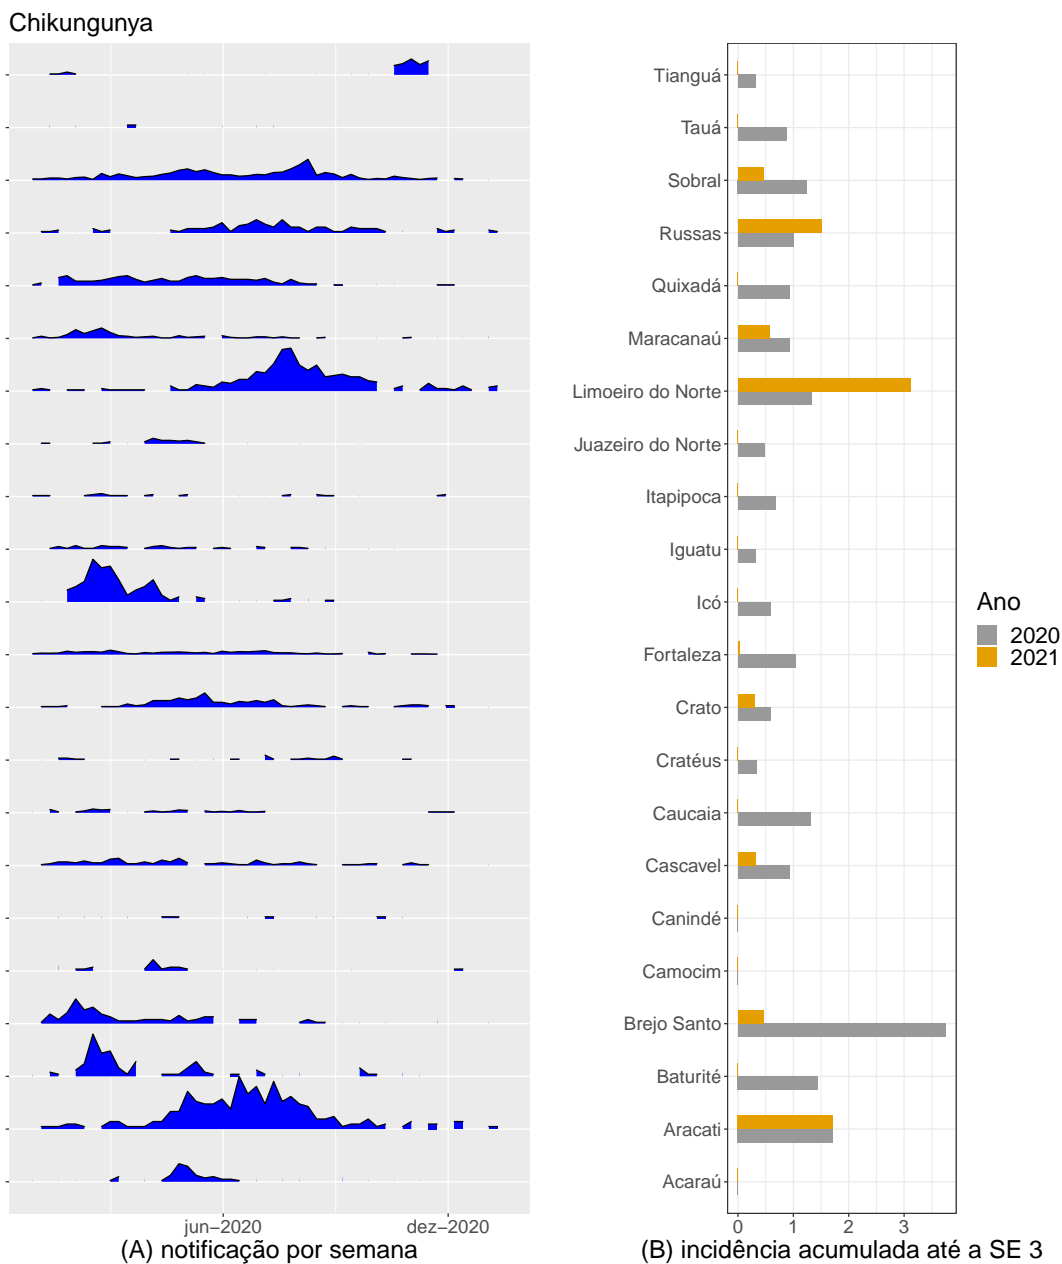 Chikungunya
Tianguá
Tauá
Sobral
Russas
Quixadá
Maracanaú
Limoeiro do Norte
Juazeiro do Norte
Itapipoca
Iguatu
Icó
Fortaleza
Crato
Cratéus
Caucaia
Cascavel
Canindé
Camocim
Brejo Santo
Baturité
Aracati
Acaraú
Ano
2020
2021
jun−2020 dez−2020
0 1 2 3
(A) notificação por semana
(B) incidência acumulada até a SE 3